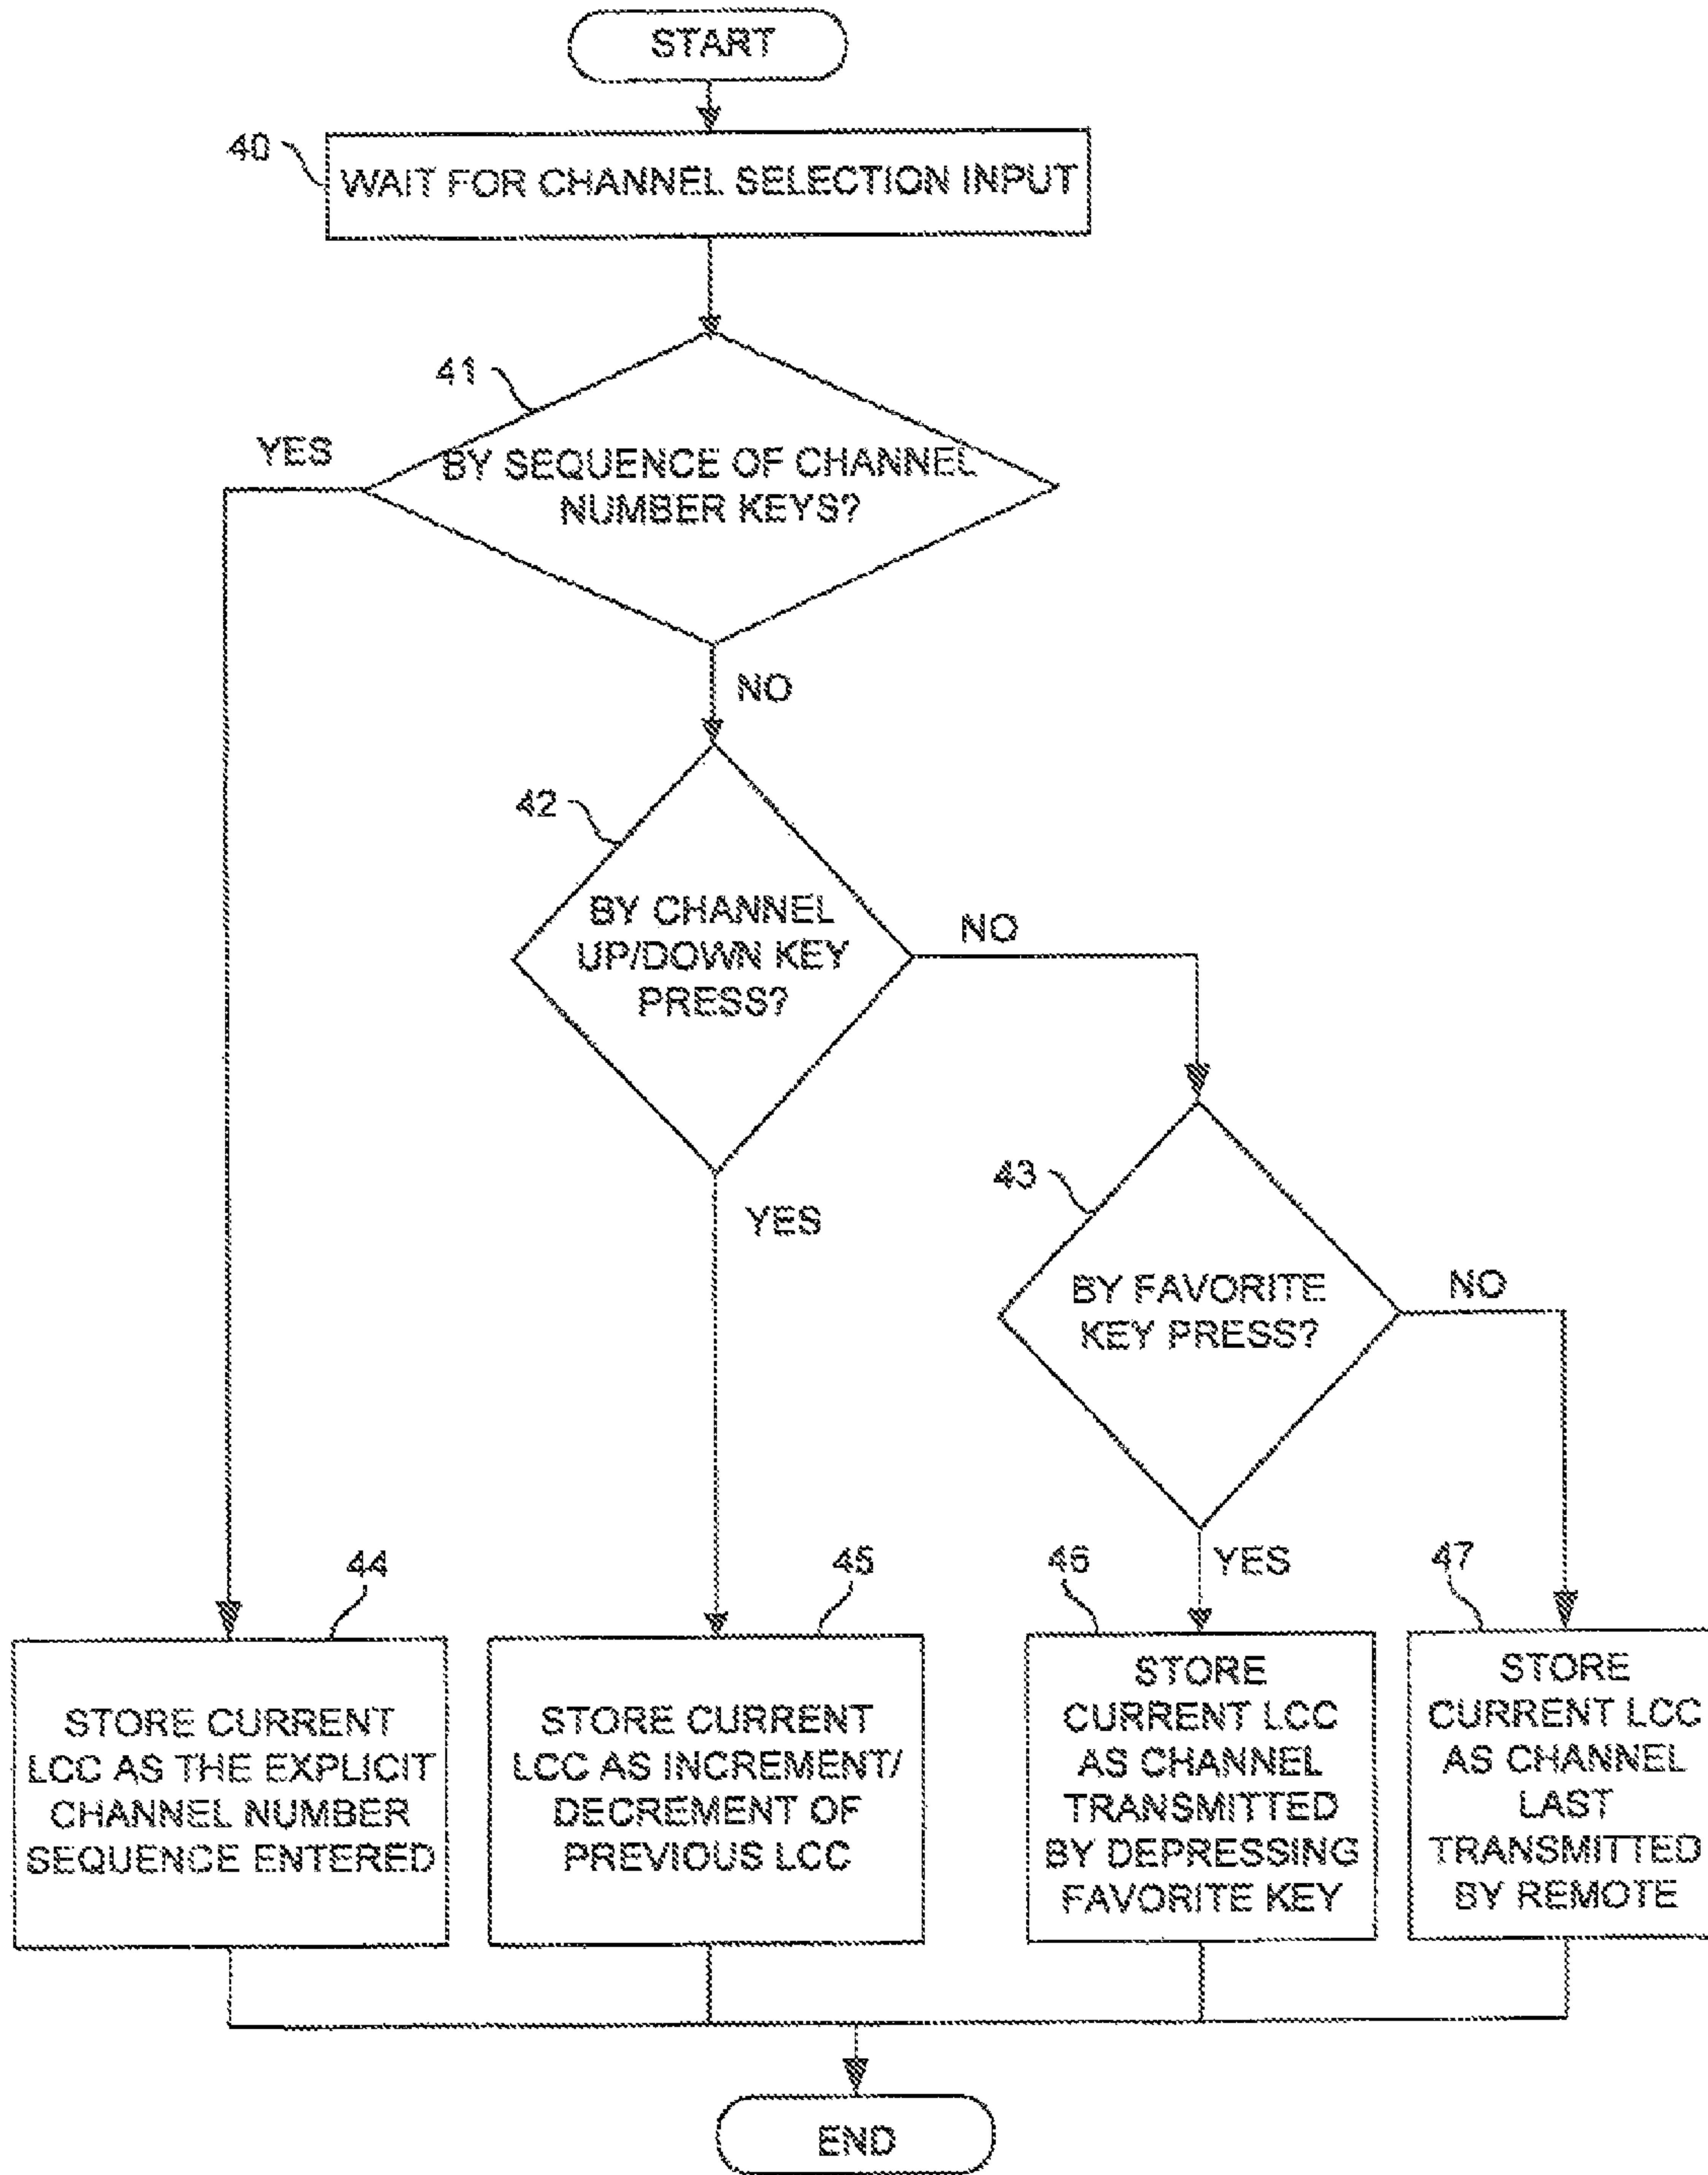 START
40
WAIT FOR CHANNEL SELECTION INPUT
41
YES
BY SEQUENCE OF CHANNEL
NUMBER KEYS?
NO
42
BY CHANNEL
UP/DOWN KEY
PRESS?
NO
YES
43
BY FAVORITE
KEY PRESS?
NO
YES
44
STORE CURRENT
LCC AS THE EXPLICIT
CHANNEL NUMBER
SEQUENCE ENTERED
45
STORE CURRENT
LCC AS INCREMENT/
DECREMENT OF
PREVIOUS LCC
46
STORE
CURRENT LCC
AS CHANNEL
TRANSMITTED
BY DEPRESSING
FAVORITE KEY
47
STORE
CURRENT LCC
AS CHANNEL
LAST
TRANSMITTED
BY REMOTE
END